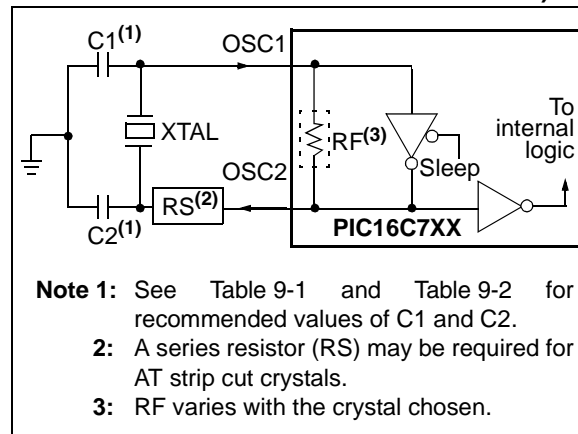 C1(1)
OSC1
XTAL
RF(3)
To
internal
logic
OSC2
Sleep
RS(2)
C2(1)
PIC16C7XX
Note 1: See Table 9-1 and Table 9-2 for
recommended values of C1 and C2.
2: A series resistor (RS) may be required for
AT strip cut crystals.
3: RF varies with the crystal chosen.